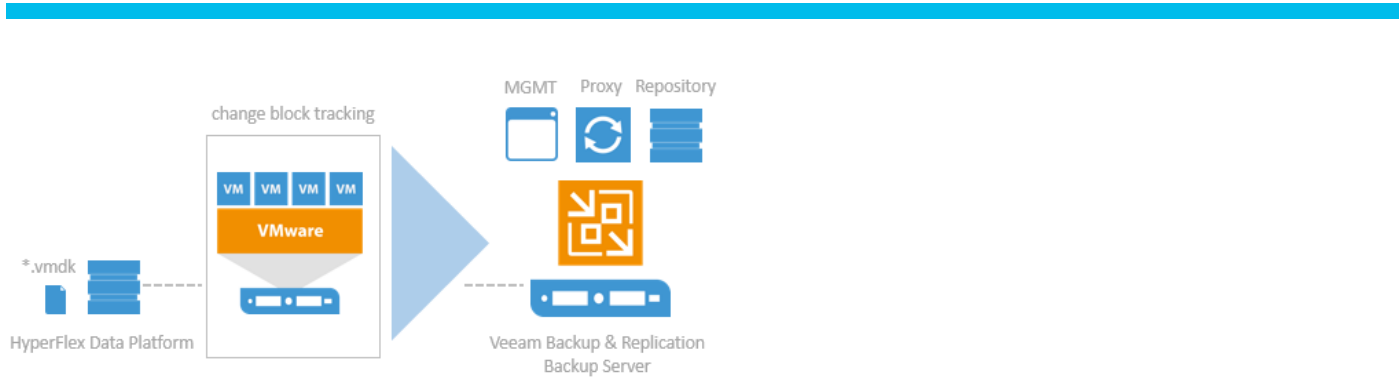 MGMT Proxy Repository
change block tracking
VM VM VM VM
VMware
*.vmdk
HyperFlex Data Platform
Veeam Backup & Replication
Backup Server